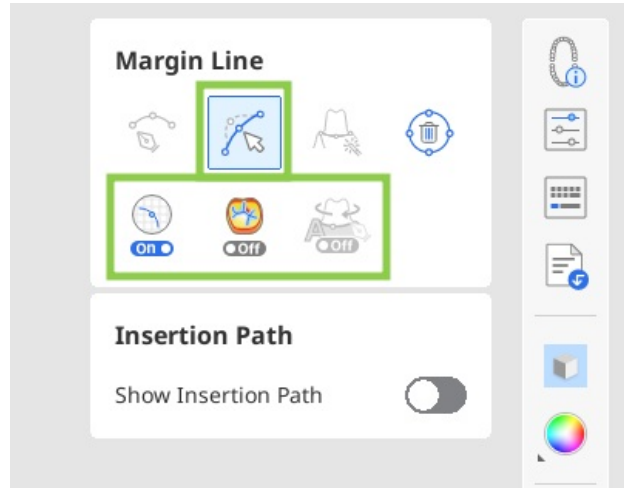 Margin Line
On
Off
Off
Insertion Path
Show Insertion Path